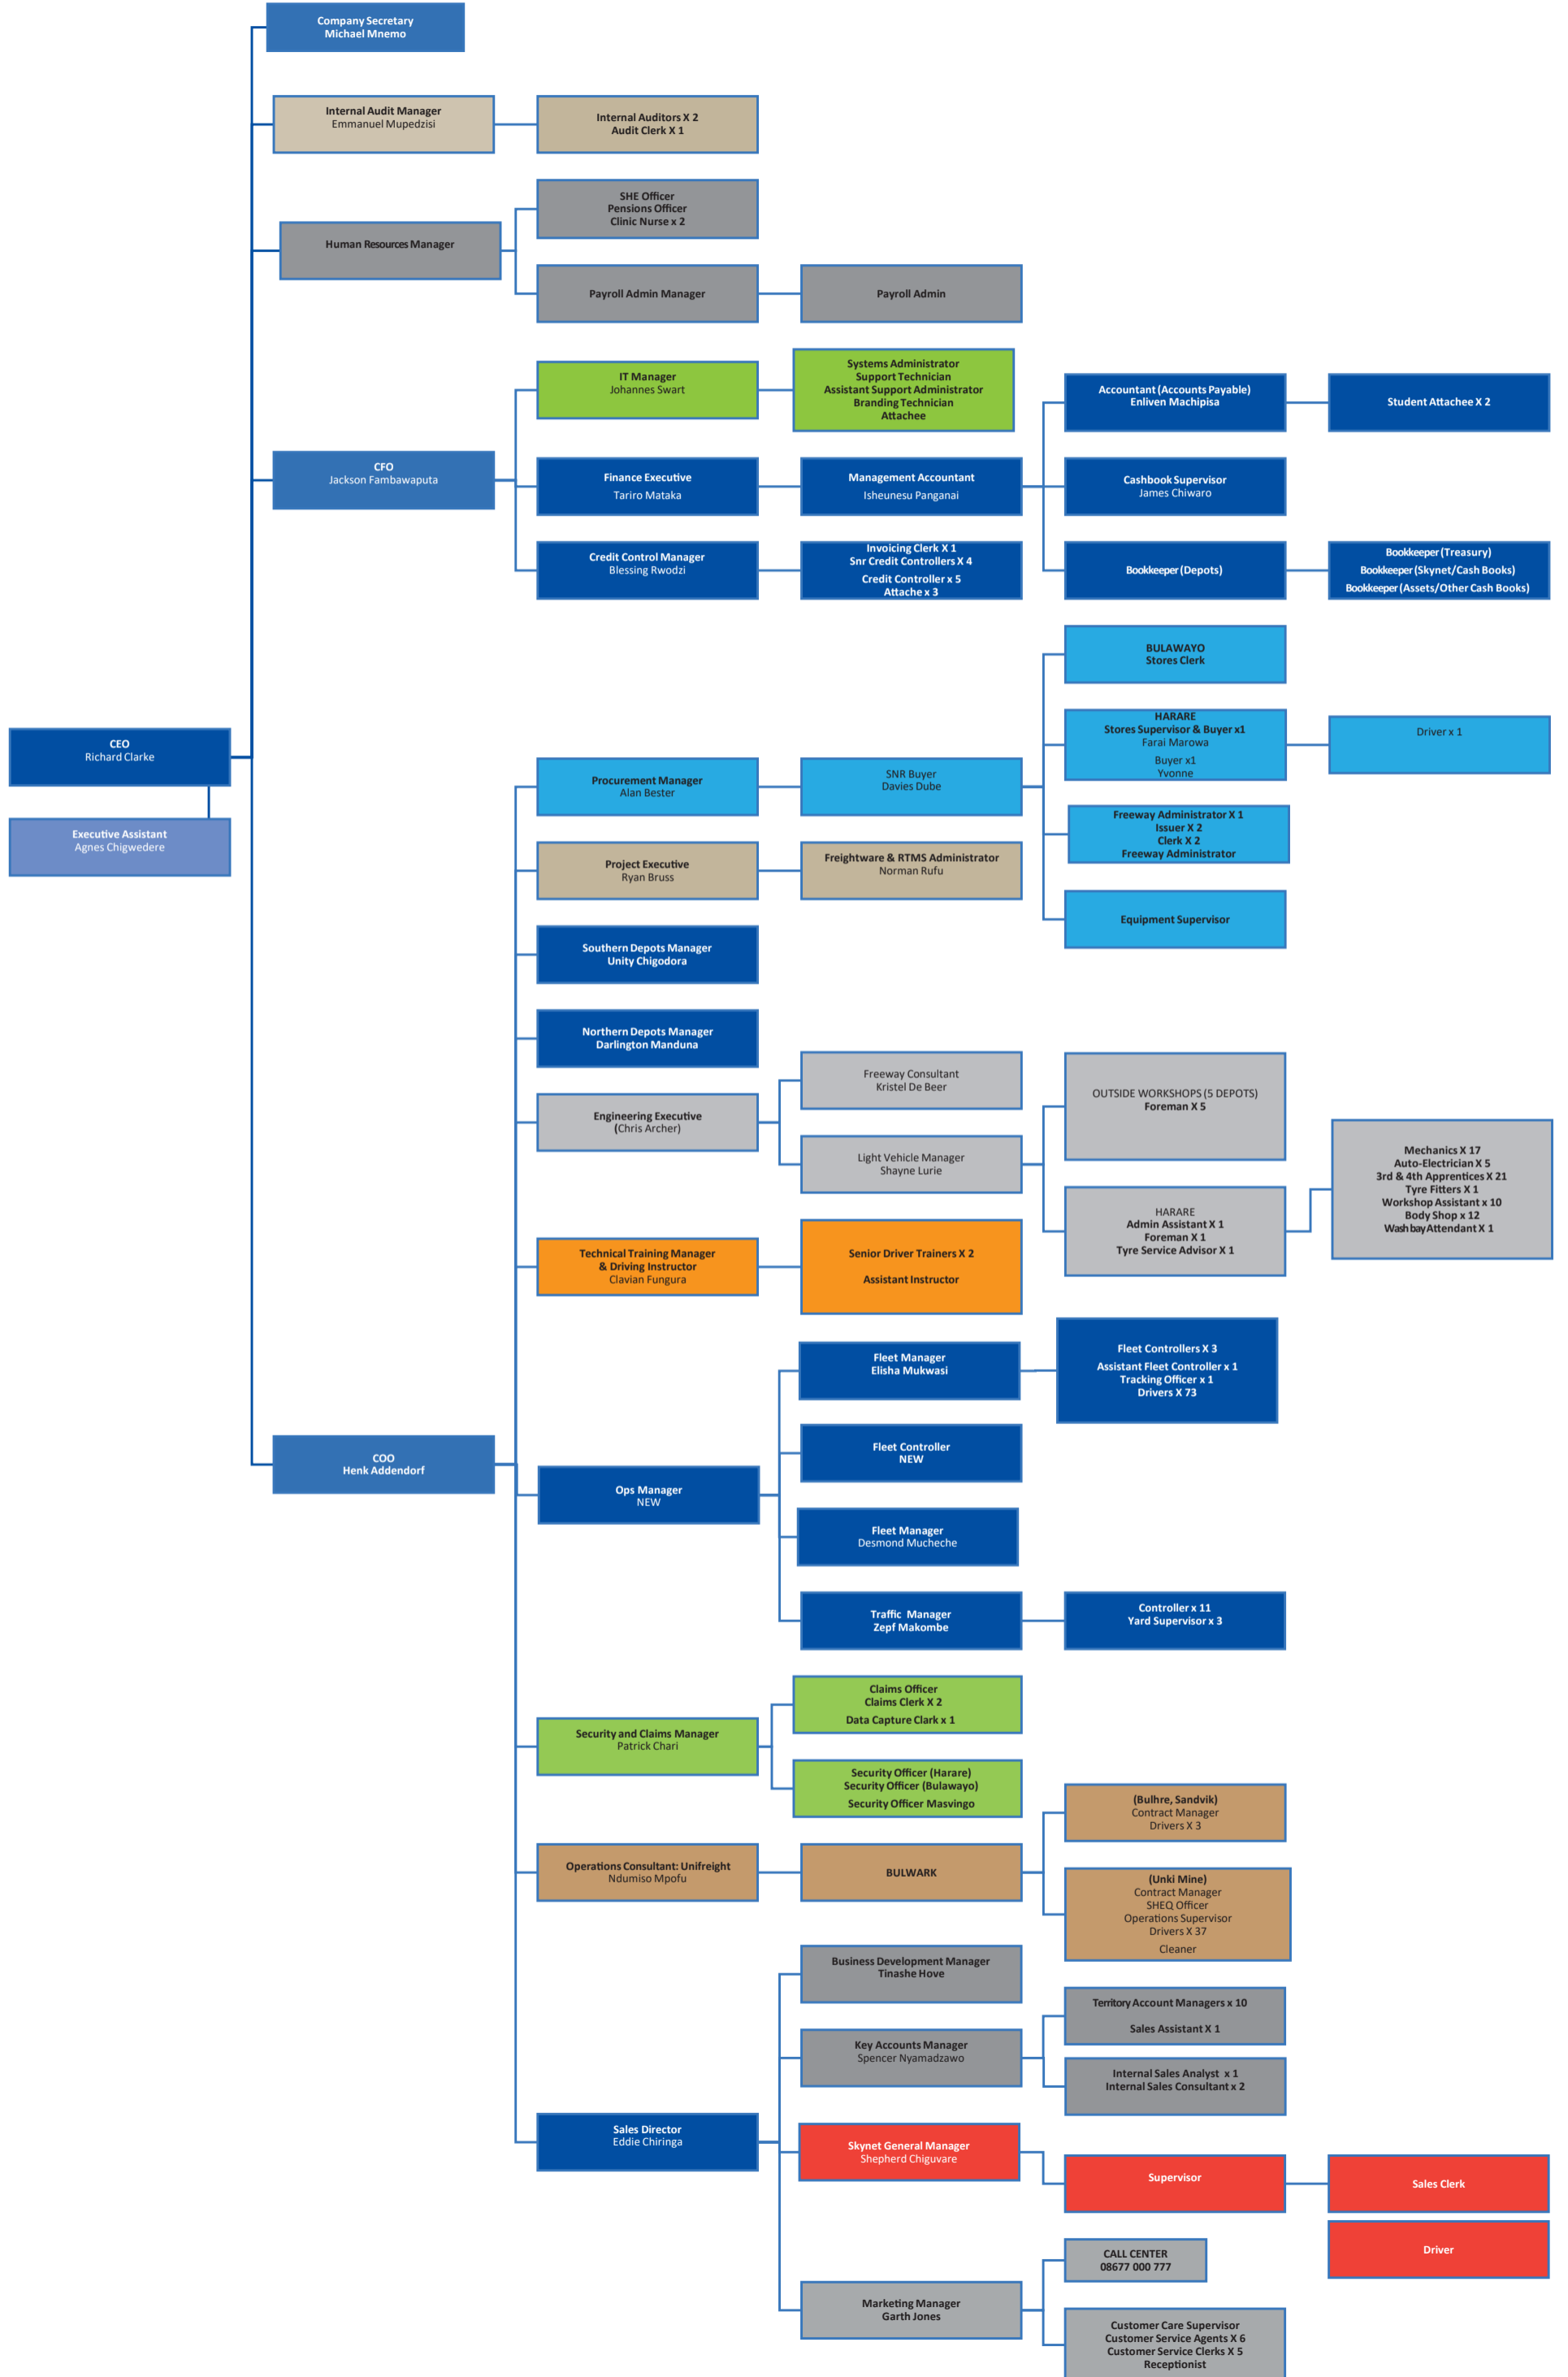 Company Secretary
Michael Mnemo
Internal Audit Manager
Emmanuel Mupedzisi
Internal Auditors X 2
Audit Clerk X 1
Human Resources Manager
SHE Officer
Pensions Officer
Clinic Nurse x 2
Payroll Admin Manager
Payroll Admin
CFO
Jackson Fambawaputa
IT Manager
Johannes Swart
Systems Administrator
Support Technician
Assistant Support Administrator
Branding Technician
Attachee
Finance Executive
Tariro Mataka
Management Accountant
Isheunesu Panganai
Accountant (Accounts Payable)
Enliven Machipisa
Student Attachee X 2
Cashbook Supervisor
James Chiwaro
Bookkeeper (Depots)
Bookkeeper (Treasury)
Bookkeeper (Skynet/Cash Books)
Bookkeeper (Assets/Other Cash Books)
Credit Control Manager
Blessing Rwodzi
Invoicing Clerk X 1
Snr Credit Controllers X 4
Credit Controller x 5
Attache x 3
CEO
Richard Clarke
Executive Assistant
Agnes Chigwedere
COO
Henk Addendorf
Procurement Manager
Alan Bester
SNR Buyer
Davies Dube
BULAWAYO
Stores Clerk
HARARE
Stores Supervisor & Buyer x1
Farai Marowa
Buyer x1
Yvonne
Driver x 1
Freeway Administrator X 1
Issuer X 2
Clerk X 2
Freeway Administrator
Equipment Supervisor
Project Executive
Ryan Bruss
Freightware & RTMS Administrator
Norman Rufu
Southern Depots Manager
Unity Chigodora
Northern Depots Manager
Darlington Manduna
Engineering Executive
(Chris Archer)
Freeway Consultant
Kristel De Beer
Light Vehicle Manager
Shayne Lurie
OUTSIDE WORKSHOPS (5 DEPOTS)
Foreman X 5
HARARE
Admin Assistant X 1
Foreman X 1
Tyre Service Advisor X 1
Mechanics X 17
Auto-Electrician X 5
3rd & 4th Apprentices X 21
Tyre Fitters X 1
Workshop Assistant x 10
Body Shop x 12
Wash bay Attendant X 1
Technical Training Manager
& Driving Instructor
Clavian Fungura
Senior Driver Trainers X 2
Assistant Instructor
Ops Manager
NEW
Fleet Manager
Elisha Mukwasi
Fleet Controllers X 3
Assistant Fleet Controller x 1
Tracking Officer x 1
Drivers X 73
Fleet Controller
NEW
Fleet Manager
Desmond Mucheche
Traffic Manager
Zepf Makombe
Controller x 11
Yard Supervisor x 3
Security and Claims Manager
Patrick Chari
Claims Officer
Claims Clerk X 2
Data Capture Clark x 1
Security Officer (Harare)
Security Officer (Bulawayo)
Security Officer Masvingo
Operations Consultant: Unifreight
Ndumiso Mpofu
BULWARK
(Bulhre, Sandvik)
Contract Manager
Drivers X 3
(Unki Mine)
Contract Manager
SHEQ Officer
Operations Supervisor
Drivers X 37
Cleaner
Sales Director
Eddie Chiringa
Business Development Manager
Tinashe Hove
Key Accounts Manager
Spencer Nyamadzawo
Territory Account Managers x 10
Sales Assistant X 1
Internal Sales Analyst x 1
Internal Sales Consultant x 2
Skynet General Manager
Shepherd Chiguvare
Supervisor
Sales Clerk
Driver
Marketing Manager
Garth Jones
CALL CENTER
08677 000 777
Customer Care Supervisor
Customer Service Agents X 6
Customer Service Clerks X 5
Receptionist